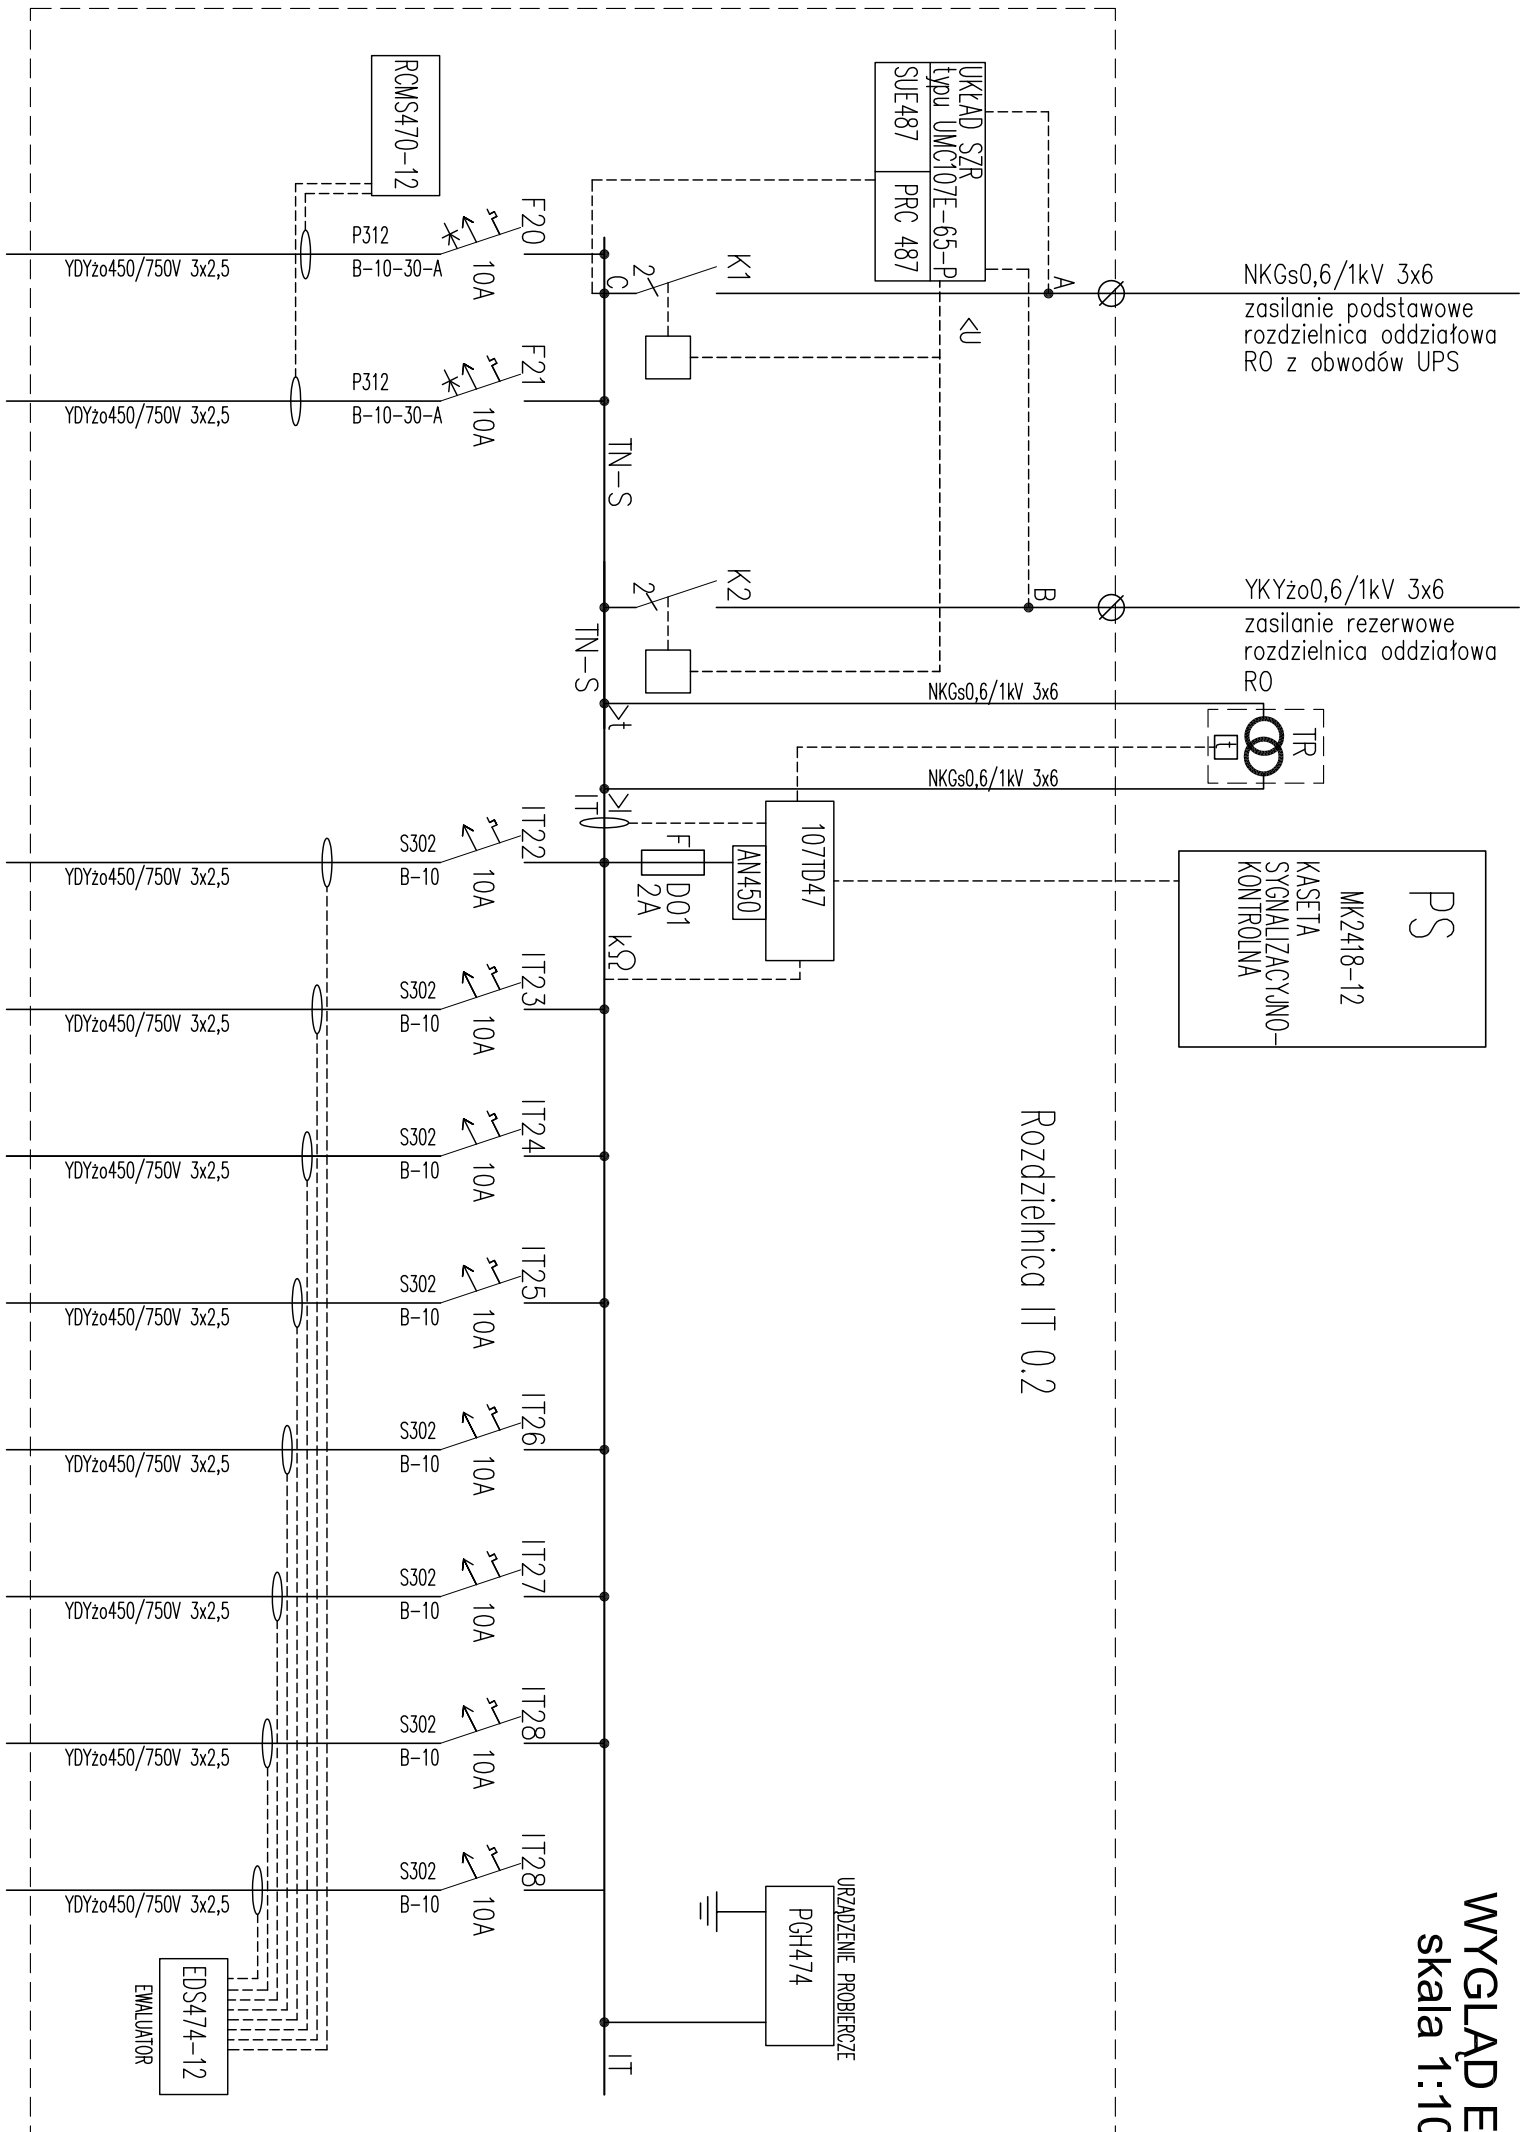 NKGs0,6/1kV 3x6
zasilanie podstawowe
rozdzielnica oddziałowa
RO z obwodów UPS
YKYżo0,6/1kV 3x6
zasilanie rezerwowe
rozdzielnica oddziałowa
RO
TR
t
NKGs0,6/1kV 3x6
NKGs0,6/1kV 3x6
PS
MK2418-12
KASETA
SYGNALIZACYJNO-
KONTROLNA
UKŁAD SZR
typu UMC107E-65-P
SUE487
PRC 487
A
B
C
<U
K1
2
K2
2
TN-S
TN-S
>t
>I
IT
107TD47
AN450
F
D01
2A
kΩ
Rozdzielnica IT 0.2
RCMS470-12
F20
10A
P312
B-10-30-A
YDYżo450/750V 3x2,5
F21
10A
P312
B-10-30-A
YDYżo450/750V 3x2,5
IT22
10A
S302
B-10
YDYżo450/750V 3x2,5
IT23
10A
S302
B-10
YDYżo450/750V 3x2,5
IT24
10A
S302
B-10
YDYżo450/750V 3x2,5
IT25
10A
S302
B-10
YDYżo450/750V 3x2,5
IT26
10A
S302
B-10
YDYżo450/750V 3x2,5
IT27
10A
S302
B-10
YDYżo450/750V 3x2,5
IT28
10A
S302
B-10
YDYżo450/750V 3x2,5
IT28
10A
S302
B-10
YDYżo450/750V 3x2,5
URZĄDZENIE PROBIERCZE
PGH474
IT
EDS474-12
EWALUATOR
WYGLĄD E
skala 1:10